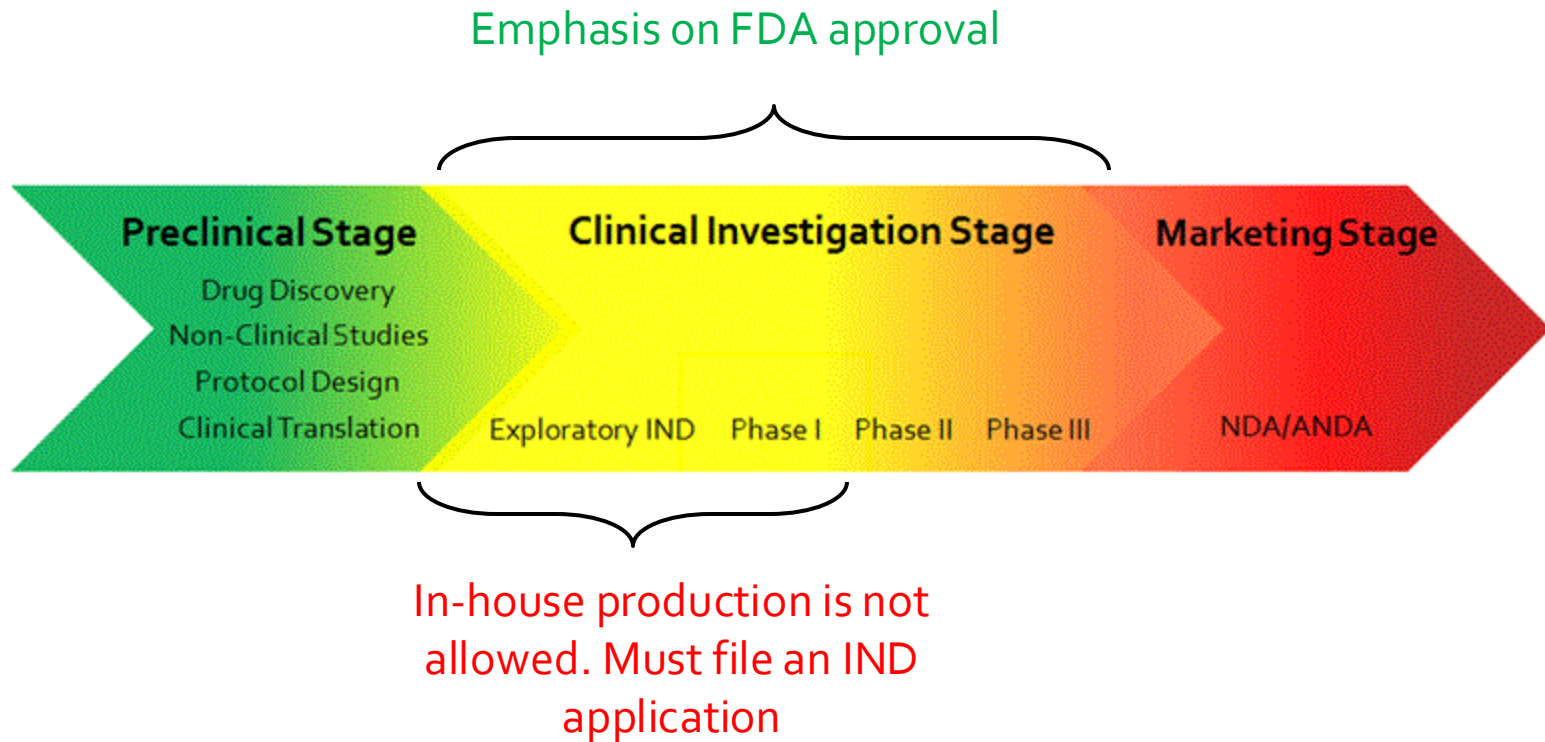 Emphasis on FDA approval
Preclinical Stage
Drug Discovery
Non-Clinical Studies
Protocol Design
Clinical Translation
Clinical Investigation Stage
Exploratory IND
Phase I
Phase II
Phase III
Marketing Stage
NDA/ANDA
In-house production is not
allowed. Must file an IND
application